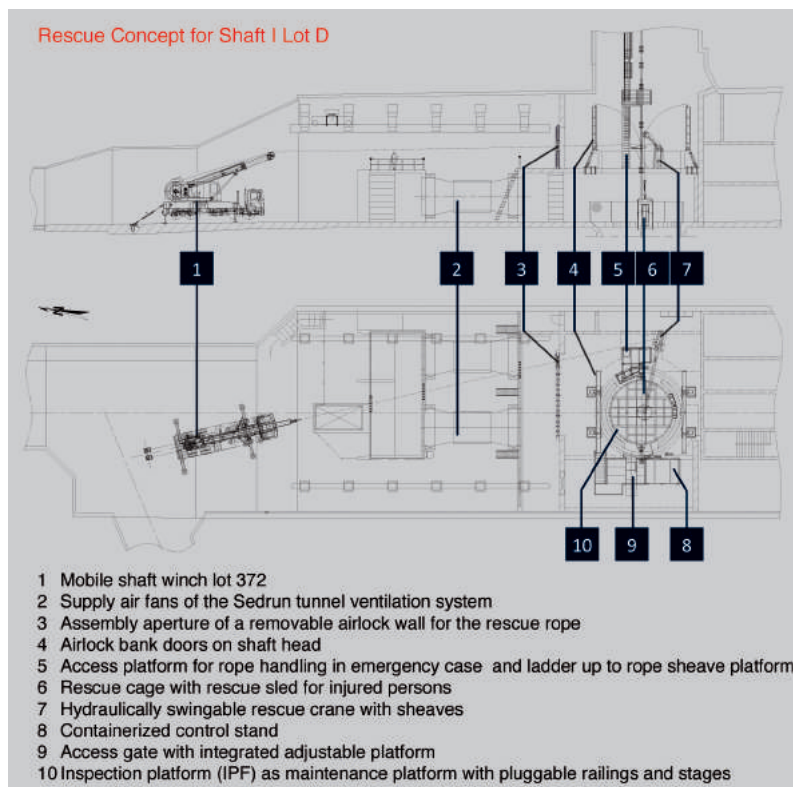 Rescue Concept for Shaft I Lot D
1 2 3 4 5 6 7
10 9 8
1 Mobile shaft winch lot 372
2 Supply air fans of the Sedrun tunnel ventilation system
3 Assembly aperture of a removable airlock wall for the rescue rope
4 Airlock bank doors on shaft head
5 Access platform for rope handling in emergency case and ladder up to rope sheave platform
6 Rescue cage with rescue sled for injured persons
7 Hydraulically swingable rescue crane with sheaves
8 Containerized control stand
9 Access gate with integrated adjustable platform
10 Inspection platform (IPF) as maintenance platform with pluggable railings and stages